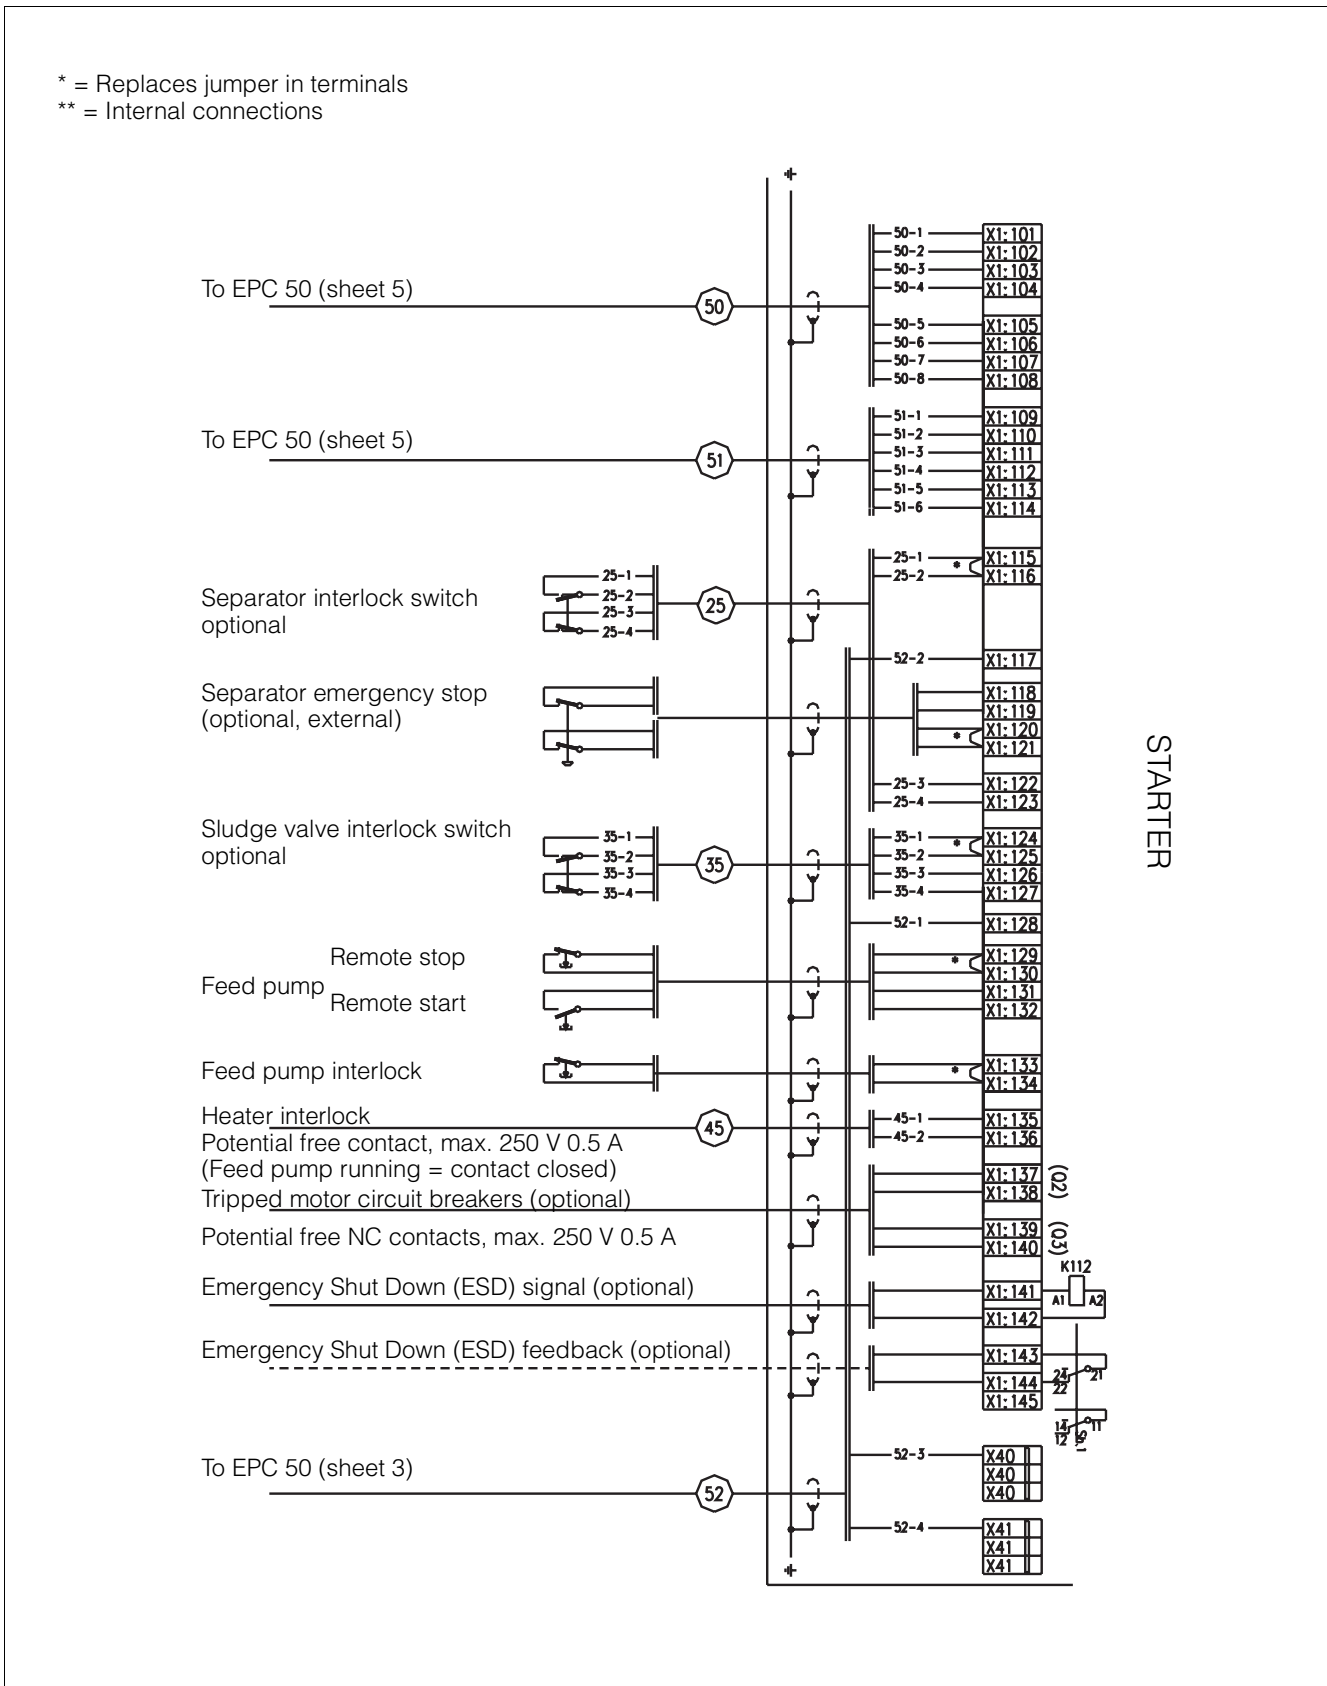 * = Replaces jumper in terminals
** = Internal connections
50-1 X1:101
50-2 X1:102
50-3 X1:103
To EPC 50 (sheet 5)
50-4 X1:104
50
50-5 X1:105
50-6 X1:106
50-7 X1:107
50-8 X1:108
51-1 X1:109
To EPC 50 (sheet 5)
51-2 X1:110
51-3 X1:111
51
51-4 X1:112
51-5 X1:113
51-6 X1:114
25-1 X1:115
25-1 25-2 * X1:116
Separator interlock switch
optional
25-2
25-3
25-4
25
52-2 X1:117
Separator emergency stop
(optional, external)
X1:118
X1:119
X1:120
* X1:121
25-3 X1:122
25-4 X1:123
Sludge valve interlock switch
optional
35-1
35-2
35-3
35-4
35
35-1 * X1:124
35-2 X1:125
35-3 X1:126
35-4 X1:127
52-1 X1:128
STARTER
Feed pump
Remote stop
Remote start
* X1:129
X1:130
X1:131
X1:132
Feed pump interlock
* X1:133
X1:134
Heater interlock
45
45-1 X1:135
45-2 X1:136
Potential free contact, max. 250 V 0.5 A
(Feed pump running = contact closed)
X1:137
X1:138
(Q2)
Tripped motor circuit breakers (optional)
Potential free NC contacts, max. 250 V 0.5 A
X1:139
X1:140
(Q3)
K112
Emergency Shut Down (ESD) signal (optional)
X1:141
A1 A2
X1:142
Emergency Shut Down (ESD) feedback (optional)
X1:143
24 21
X1:144
22
X1:145
14 11
12
To EPC 50 (sheet 3)
52
52-3 X40
X40
X40
52-4 X41
X41
X41